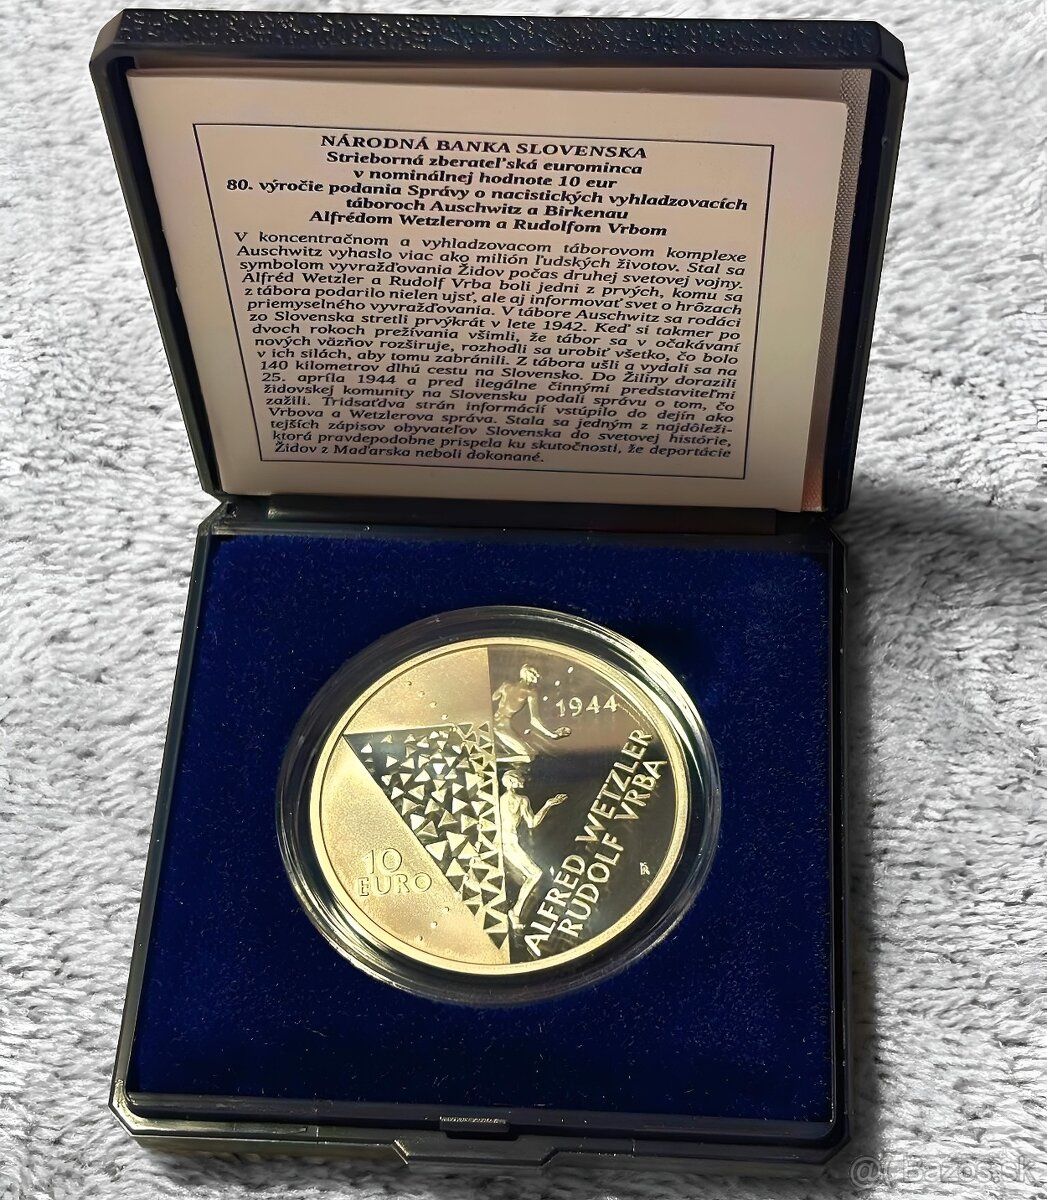 NÁRODNÁ BANKA SLOVENSKA
Strieborná zberateľská eurominca
v nominálnej hodnote 10 eur
80. výročie podania Správy o nacistických vyhladzovacích
táboroch Auschwitz a Birkenau
Alfrédom Wetzlerom a Rudolfom Vrbom
V koncentračnom a vyhladzovacom táborovom komplexe
Auschwitz vyhaslo viac ako milión ľudských životov. Stal sa
symbolom vyvražďovania Židov počas druhej svetovej vojny.
Alfréd Wetzler a Rudolf Vrba boli jedni z prvých, komu sa
z tábora podarilo nielen ujsť, ale aj informovať svet o hrôzach
priemyselného vyvražďovania. V tábore Auschwitz sa rodáci
zo Slovenska stretli prvýkrát v lete 1942. Keď si takmer po
dvoch rokoch prežívania všimli, že tábor sa v očakávaní
nových väzňov rozširuje, rozhodli sa urobiť všetko, čo bolo
v ich silách, aby tomu zabránili. Z tábora ušli a vydali sa na
140 kilometrov dlhú cestu na Slovensko. Do Žiliny dorazili
25. apríla 1944 a pred ilegálne činnými predstaviteľmi
židovskej komunity na Slovensku podali správu o tom, čo
zažili. Tridsaťdva strán informácií vstúpilo do dejín ako
Vrbova a Wetzlerova správa. Stala sa jedným z najdôleži-
tejších zápisov obyvateľov Slovenska do svetovej histórie,
ktorá pravdepodobne prispela ku skutočnosti, že deportácie
Židov z Maďarska neboli dokonané.
1944
ALFRÉD WETZLER
RUDOLF VRBA
10
EURO
@Bazos.sk